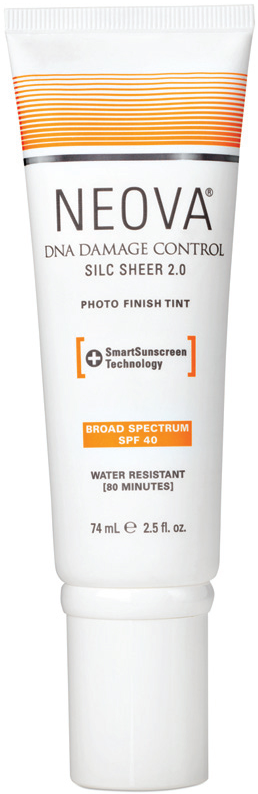 NEOVA®
DNA DAMAGE CONTROL
SILC SHEER 2.0
PHOTO FINISH TINT
SmartSunscreen
Technology
BROAD SPECTRUM
SPF 40
WATER RESISTANT
[80 MINUTES]
74 mL ℮ 2.5 fl. oz.